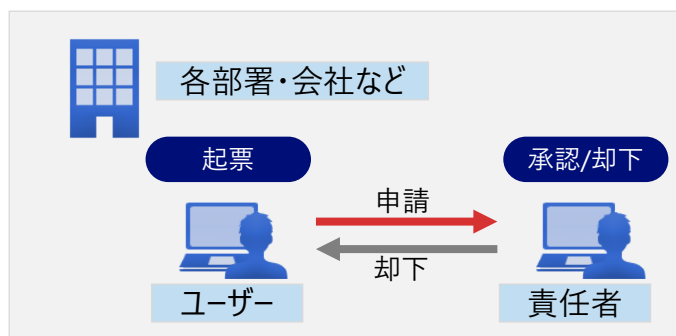 各部署・会社など
起票
承認/却下
申請
却下
ユーザー
責任者